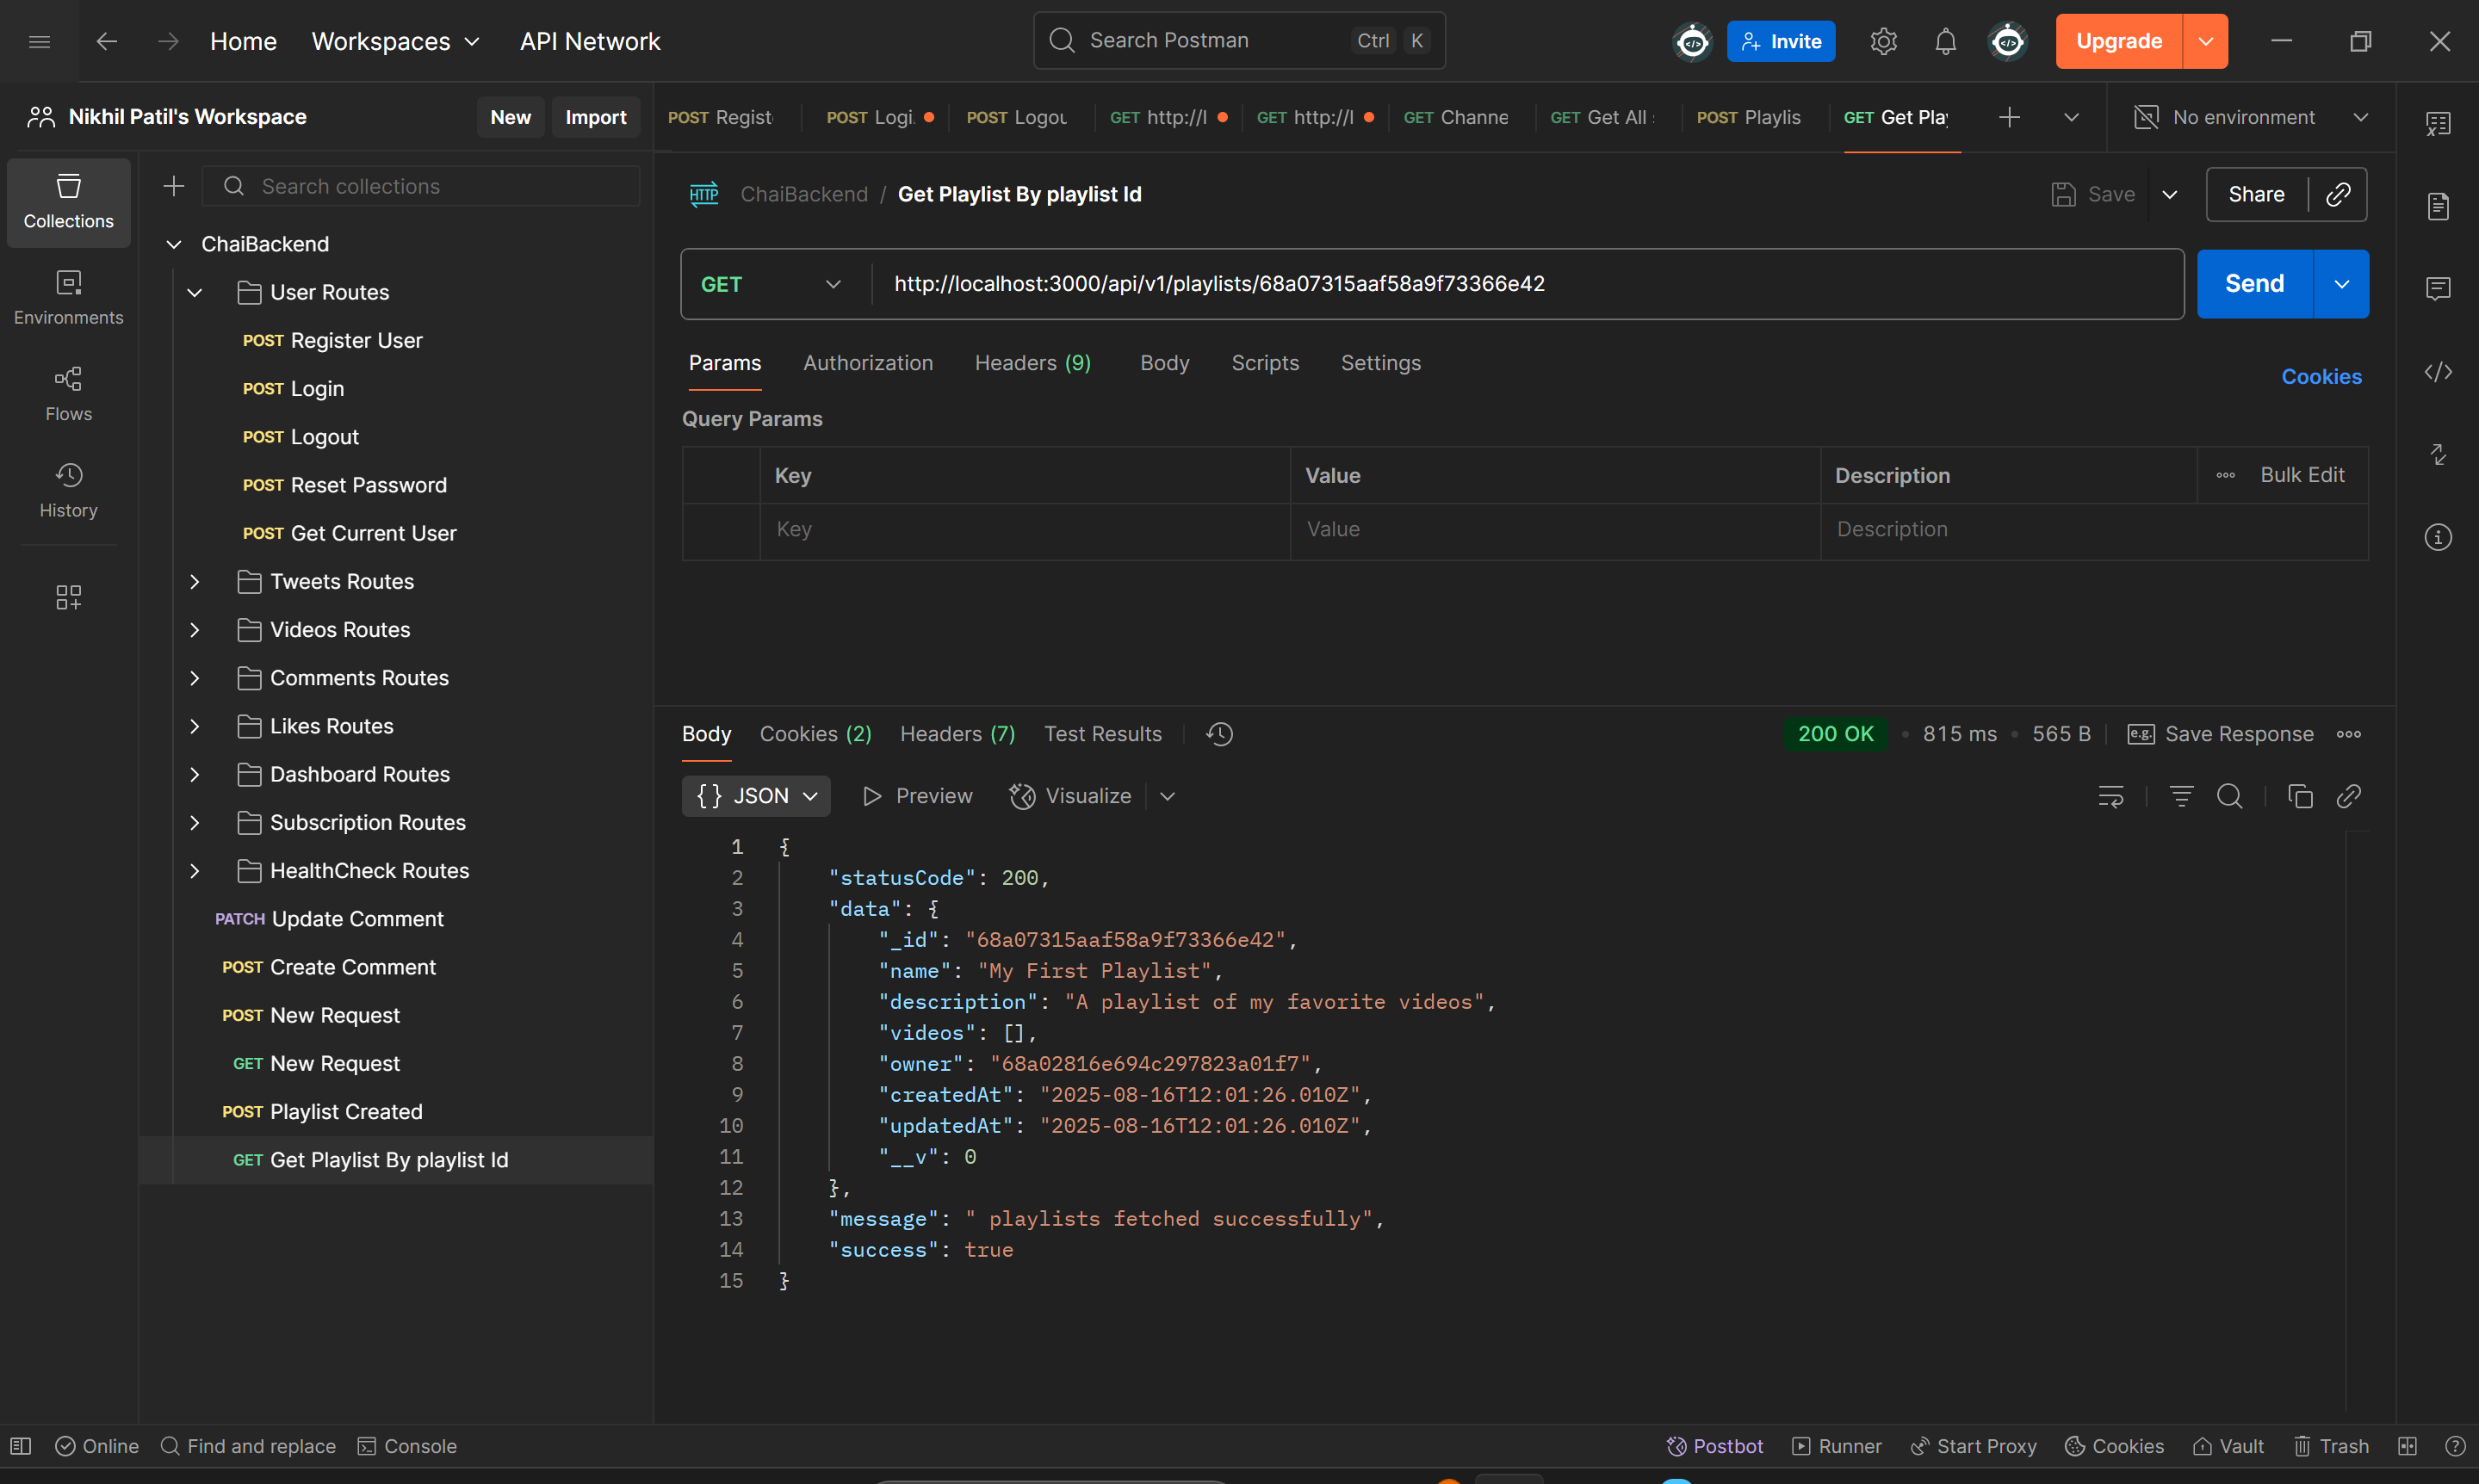 Home Workspaces API Network Search Postman Ctrl K Invite Upgrade
Nikhil Patil's Workspace New Import
POST Regist POST Logi POST Logou GET http://l GET http://l GET Channe GET Get All POST Playlis GET Get Play No environment
Collections
Environments
Flows
History
Search collections
ChaiBackend
User Routes
POST Register User
POST Login
POST Logout
POST Reset Password
POST Get Current User
Tweets Routes
Videos Routes
Comments Routes
Likes Routes
Dashboard Routes
Subscription Routes
HealthCheck Routes
PATCH Update Comment
POST Create Comment
POST New Request
GET New Request
POST Playlist Created
GET Get Playlist By playlist Id
HTTP ChaiBackend / Get Playlist By playlist Id Save Share
GET http://localhost:3000/api/v1/playlists/68a07315aaf58a9f73366e42 Send
Params Authorization Headers (9) Body Scripts Settings Cookies
Query Params
Key Value Description Bulk Edit
Key Value Description
Body Cookies (2) Headers (7) Test Results 200 OK 815 ms 565 B e.g. Save Response
{} JSON Preview Visualize
1 {
2 "statusCode": 200,
3 "data": {
4 "_id": "68a07315aaf58a9f73366e42",
5 "name": "My First Playlist",
6 "description": "A playlist of my favorite videos",
7 "videos": [],
8 "owner": "68a02816e694c297823a01f7",
9 "createdAt": "2025-08-16T12:01:26.010Z",
10 "updatedAt": "2025-08-16T12:01:26.010Z",
11 "__v": 0
12 },
13 "message": " playlists fetched successfully",
14 "success": true
15 }
Online Find and replace Console Postbot Runner Start Proxy Cookies Vault Trash